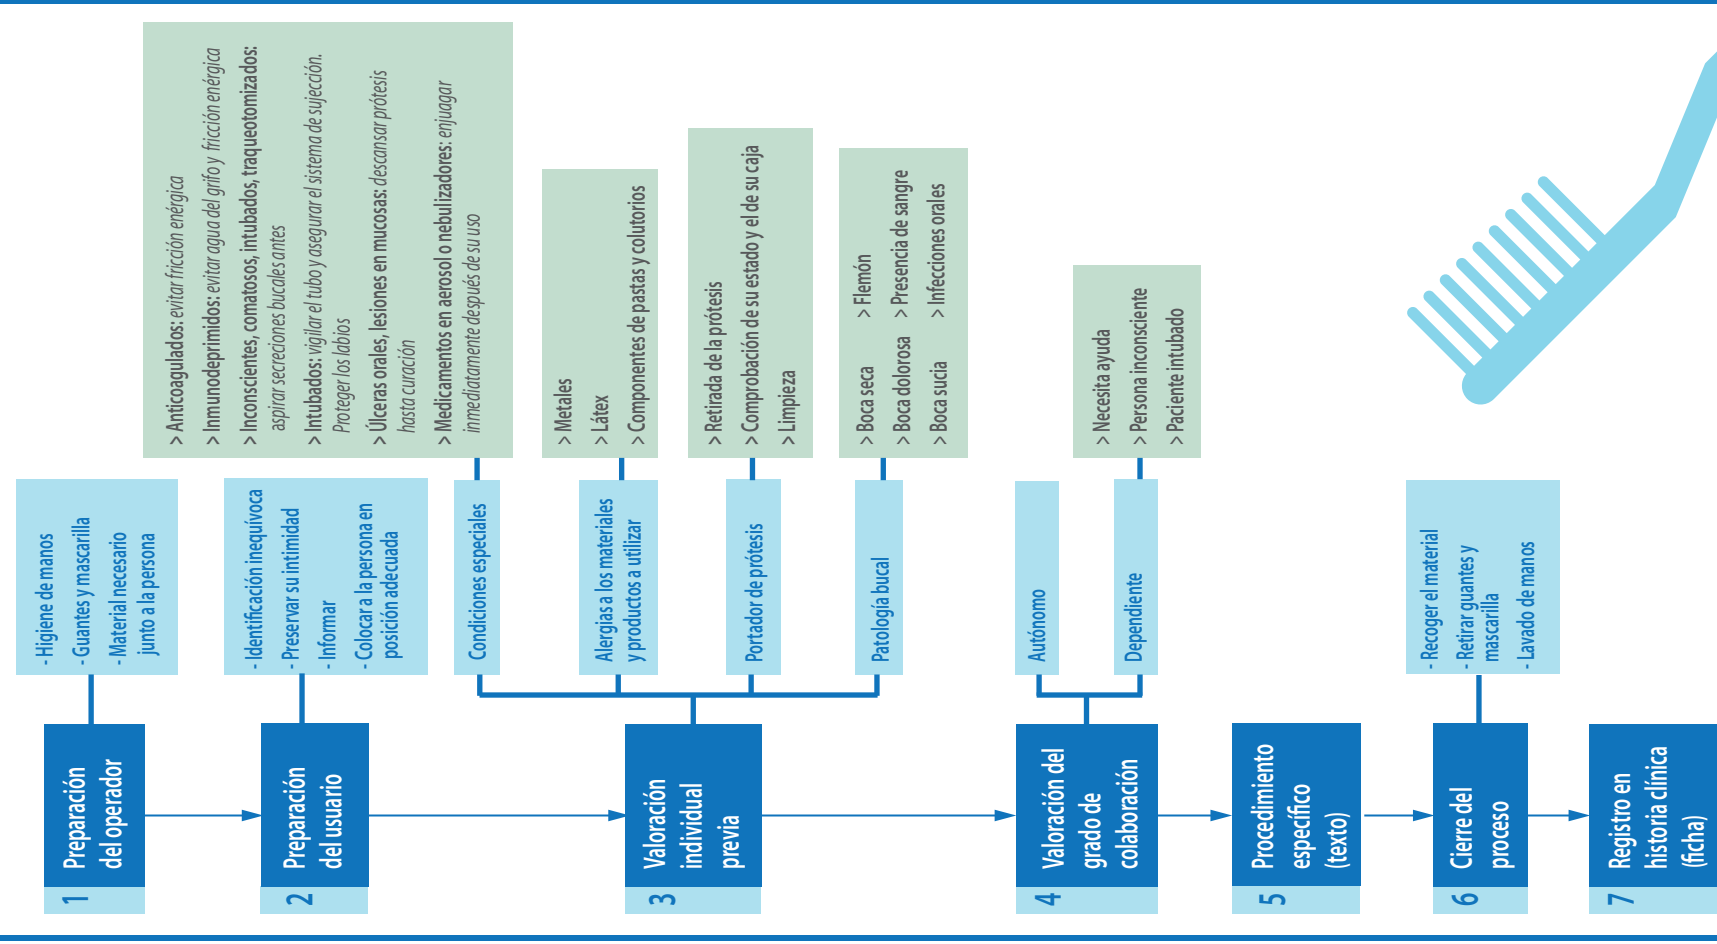 1
Preparación
del operador
- Higiene de manos
- Guantes y mascarilla
- Material necesario
junto a la persona
2
Preparación
del usuario
- Identificación inequívoca
- Preservar su intimidad
- Informar
- Colocar a la persona en
posición adecuada
3
Valoración
individual
previa
Condiciones especiales
> Anticoagulados: evitar fricción enérgica
> Inmunodeprimidos: evitar agua del grifo y fricción enérgica
> Inconscientes, comatosos, intubados, traqueotomizados:
aspirar secreciones bucales antes
> Intubados: vigilar el tubo y asegurar el sistema de sujección.
Proteger los labios
> Úlceras orales, lesiones en mucosas: descansar prótesis
hasta curación
> Medicamentos en aerosol o nebulizadores: enjuagar
inmediatamente después de su uso
Alergias a los materiales
y productos a utilizar
> Metales
> Látex
> Componentes de pastas y colutorios
Portador de prótesis
> Retirada de la prótesis
> Comprobación de su estado y el de su caja
> Limpieza
Patología bucal
> Boca seca > Flemón
> Boca dolorosa > Presencia de sangre
> Boca sucia > Infecciones orales
4
Valoración del
grado de
colaboración
Autónomo
Dependiente
> Necesita ayuda
> Persona inconsciente
> Paciente intubado
5
Procedimiento
específico
(texto)
6
Cierre del
proceso
- Recoger el material
- Retirar guantes y
mascarilla
- Lavado de manos
7
Registro en
historia clínica
(ficha)